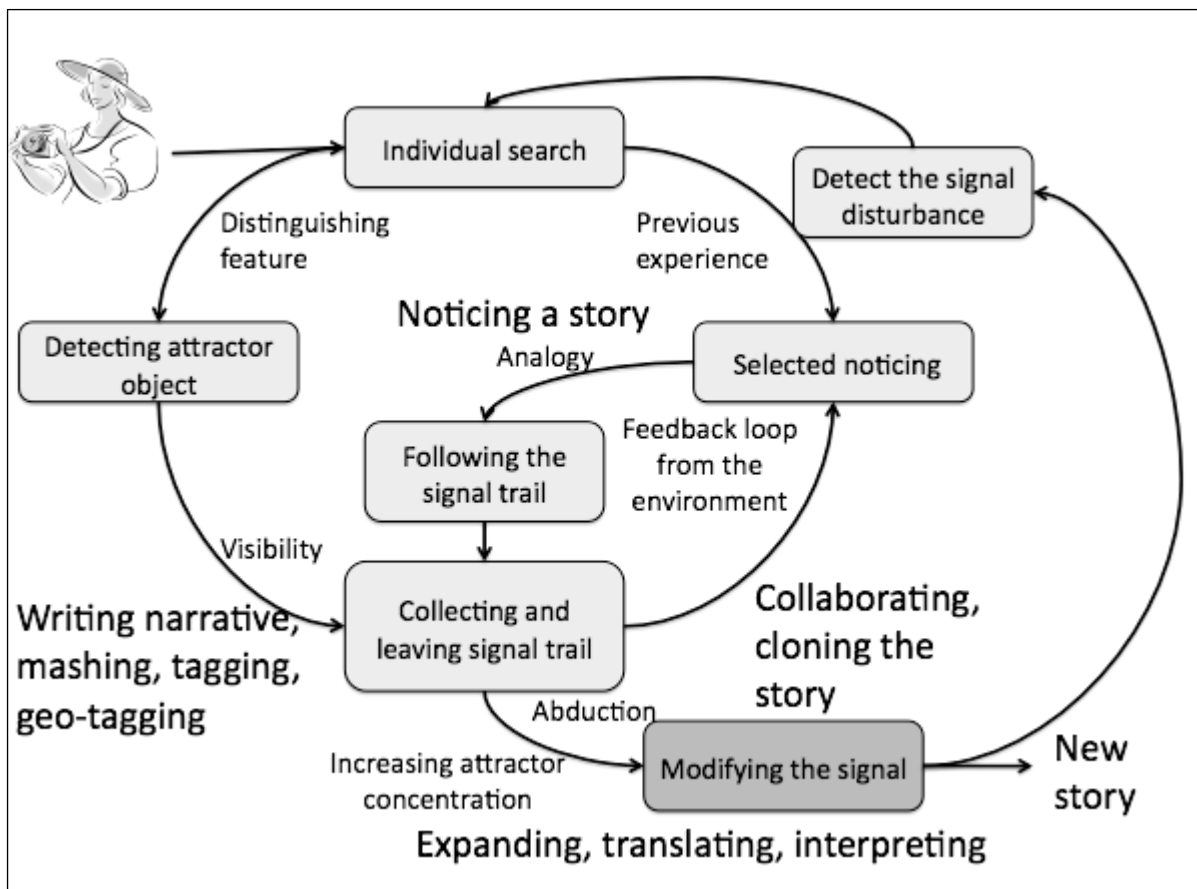 Individual search
Detect the signal
disturbance
Distinguishing
feature
Previous
experience
Noticing a story
Detecting attractor
object
Analogy
Selected noticing
Following the
signal trail
Feedback loop
from the
environment
Visibility
Writing narrative,
mashing, tagging,
geo-tagging
Collecting and
leaving signal trail
Collaborating,
cloning the
story
Abduction
Increasing attractor
concentration
Modifying the signal
New
story
Expanding, translating, interpreting